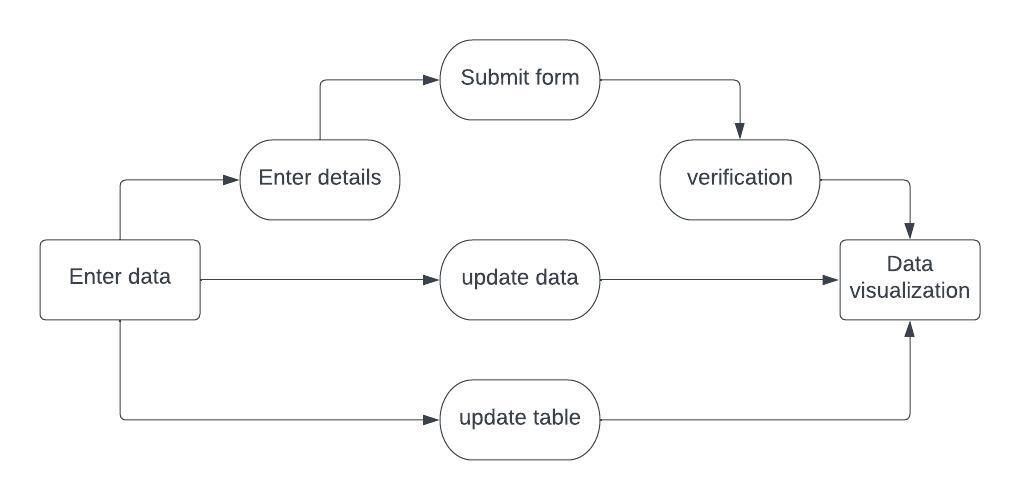 Submit form
Enter details
verification
Enter data
update data
Data
visualization
update table